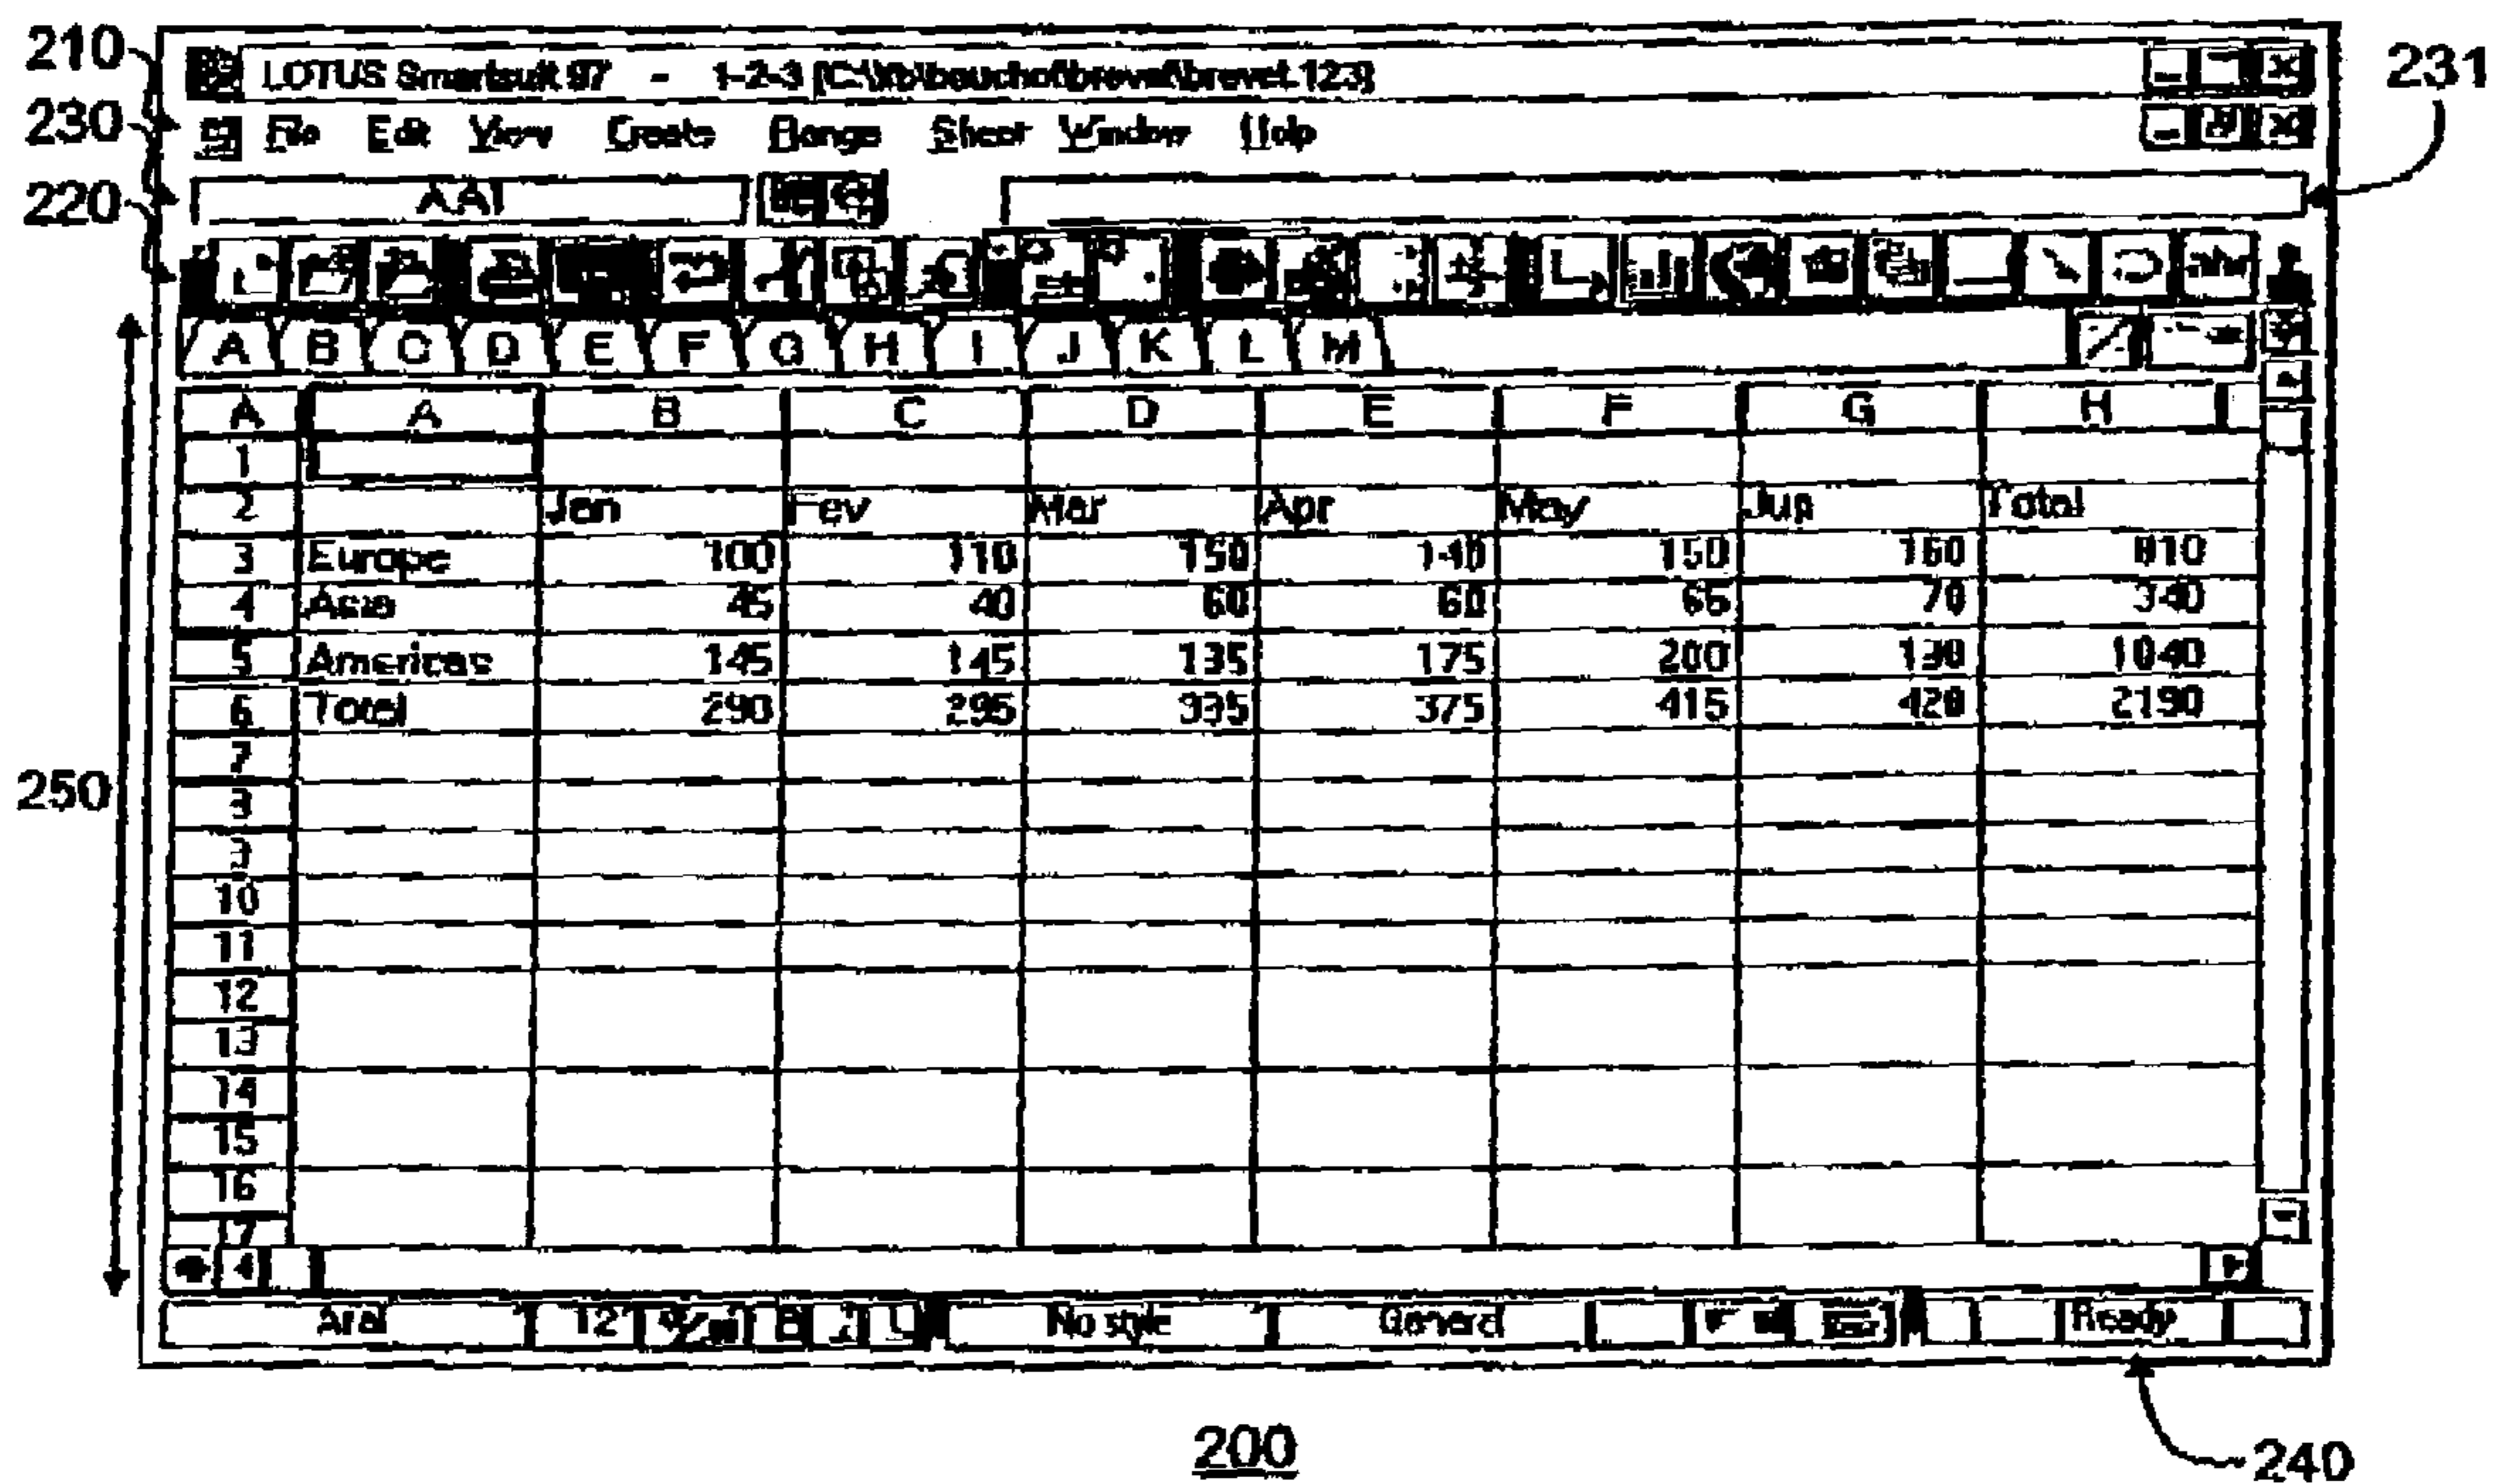 210
LOTUS Smartsuit 97 - 1-2-3
231
230
File Edit View Create Range Sheet Window Help
220
AA1
A B C D E F G H I J K L M
A A B C D E F G H
1
2 Jan Fev Mar Apr May Jun Total
3 Europe 100 110 150 140 150 160 810
4 Asia 45 40 60 60 65 70 340
5 Americas 145 145 135 175 200 190 1040
6 Total 290 295 335 375 415 420 2190
7
250
8
9
10
11
12
13
14
15
16
17
Arial 12 B No style General Ready
200
240